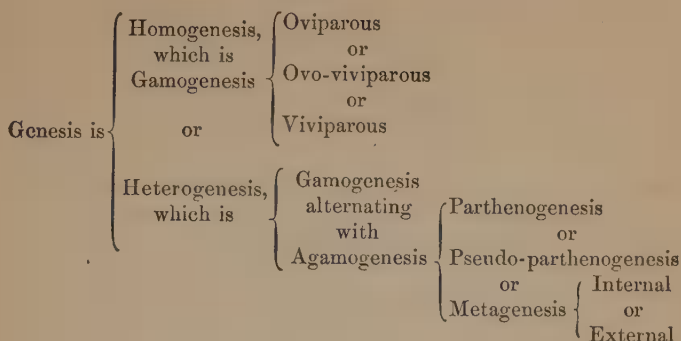 Genesis is
Homogenesis,
which is
Gamogenesis
or
Heterogenesis,
which is
Oviparous
or
Ovo-viviparous
or
Viviparous
Gamogenesis
alternating
with
Agamogenesis
Parthenogenesis
or
Pseudo-parthenogenesis
or
Metagenesis
Internal
or
External